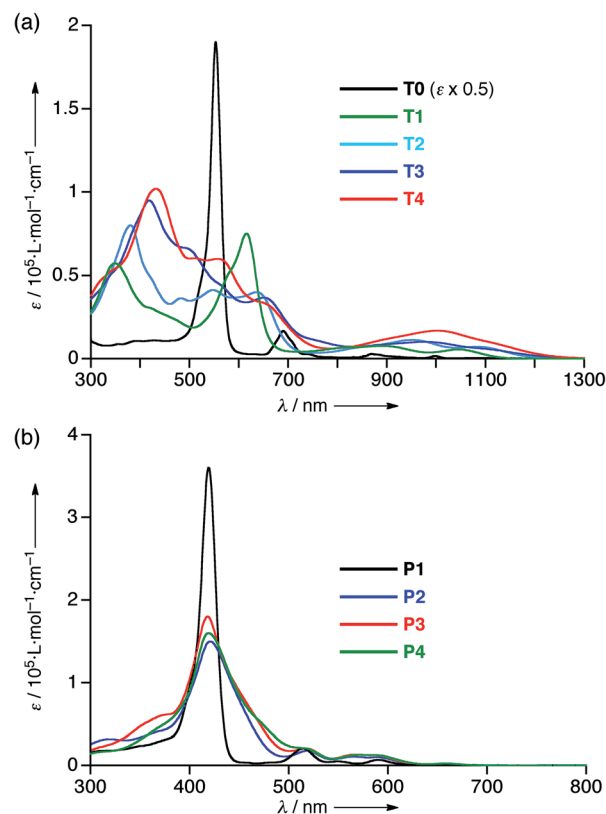 (a)
2
1.5
1
0.5
0
ε / 10⁵·L·mol⁻¹·cm⁻¹
T0 (ε x 0.5)
T1
T2
T3
T4
300 500 700 900 1100 1300
λ / nm
(b)
4
3
2
1
0
ε / 10⁵·L·mol⁻¹·cm⁻¹
P1
P2
P3
P4
300 400 500 600 700 800
λ / nm